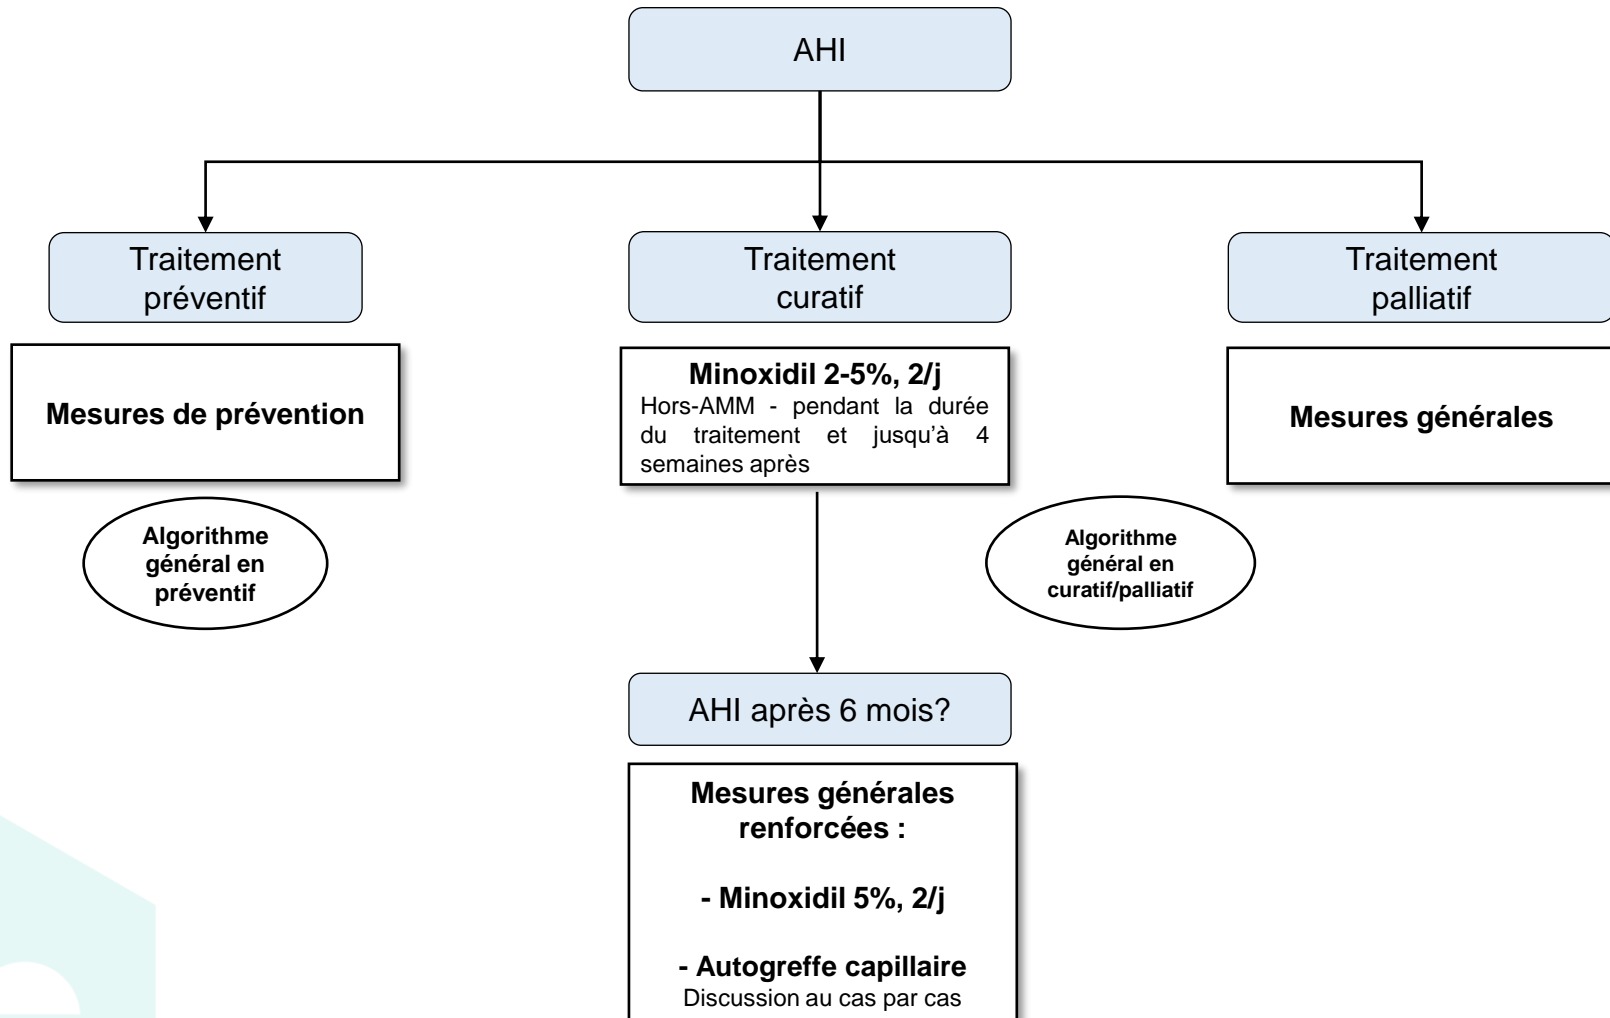 AHI
Traitement
préventif
Traitement
curatif
Traitement
palliatif
Mesures de prévention
Minoxidil 2-5%, 2/j
Hors-AMM - pendant la durée
du traitement et jusqu'à 4
semaines après
Mesures générales
Algorithme
général en
préventif
Algorithme
général en
curatif/palliatif
AHI après 6 mois?
Mesures générales
renforcées :
- Minoxidil 5%, 2/j
- Autogreffe capillaire
Discussion au cas par cas